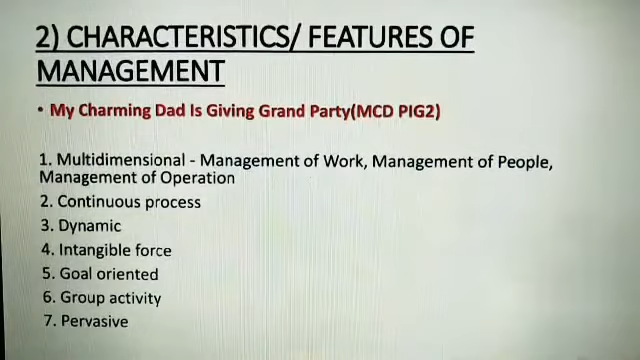 2) CHARACTERISTICS/ FEATURES OF
MANAGEMENT
• My Charming Dad Is Giving Grand Party(MCD PIG2)
1. Multidimensional - Management of Work, Management of People,
Management of Operation
2. Continuous process
3. Dynamic
4. Intangible force
5. Goal oriented
6. Group activity
7. Pervasive